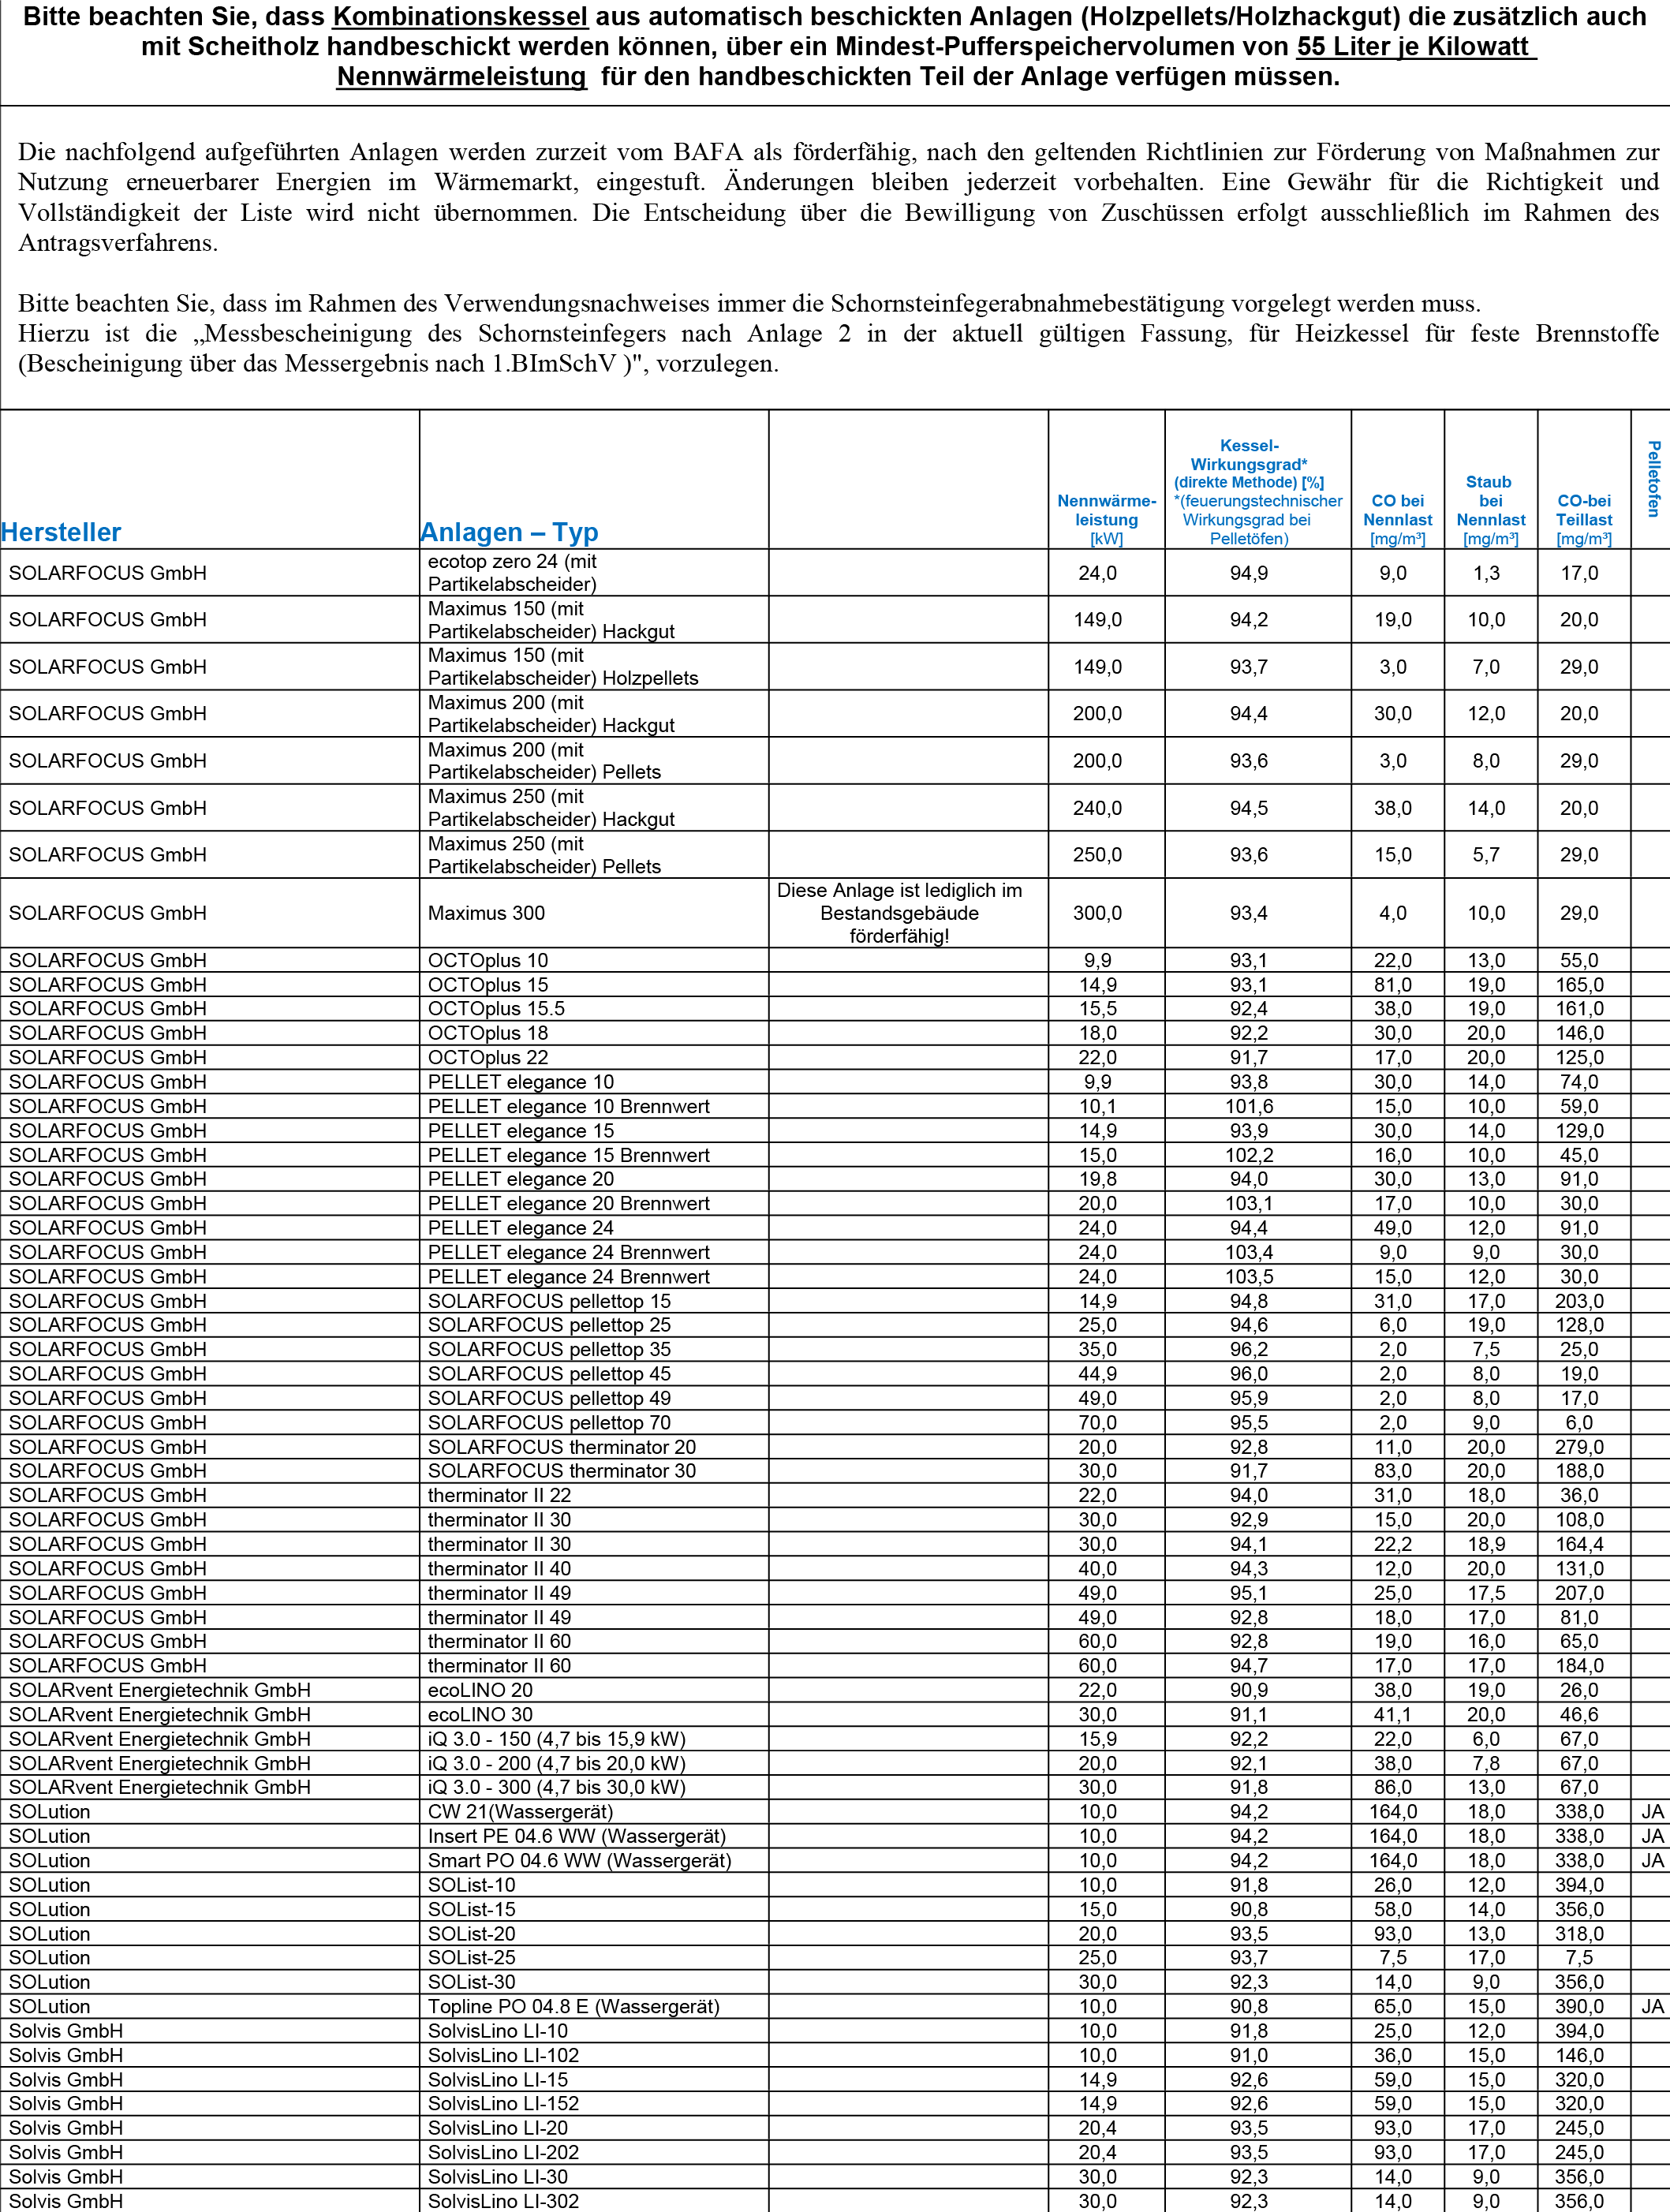 Bitte beachten Sie, dass Kombinationskessel aus automatisch beschickten Anlagen (Holzpellets/Holzhackgut) die zusätzlich auch
mit Scheitholz handbeschickt werden können, über ein Mindest-Pufferspeichervolumen von 55 Liter je Kilowatt
Nennwärmeleistung für den handbeschickten Teil der Anlage verfügen müssen.
Die nachfolgend aufgeführten Anlagen werden zurzeit vom BAFA als förderfähig, nach den geltenden Richtlinien zur Förderung von Maßnahmen zur
Nutzung erneuerbarer Energien im Wärmemarkt, eingestuft. Änderungen bleiben jederzeit vorbehalten. Eine Gewähr für die Richtigkeit und
Vollständigkeit der Liste wird nicht übernommen. Die Entscheidung über die Bewilligung von Zuschüssen erfolgt ausschließlich im Rahmen des
Antragsverfahrens.
Bitte beachten Sie, dass im Rahmen des Verwendungsnachweises immer die Schornsteinfegerabnahmebestätigung vorgelegt werden muss.
Hierzu ist die „Messbescheinigung des Schornsteinfegers nach Anlage 2 in der aktuell gültigen Fassung, für Heizkessel für feste Brennstoffe
(Bescheinigung über das Messergebnis nach 1.BImSchV )", vorzulegen.
Hersteller
Anlagen – Typ
Nennwärme-
leistung
[kW]
Kessel-
Wirkungsgrad*
(direkte Methode) [%]
*(feuerungstechnischer
Wirkungsgrad bei
Pelletöfen)
CO bei
Nennlast
[mg/m³]
Staub
bei
Nennlast
[mg/m³]
CO-bei
Teillast
[mg/m³]
Pelletofen
SOLARFOCUS GmbH ecotop zero 24 (mit
Partikelabscheider) 24,0 94,9 9,0 1,3 17,0
SOLARFOCUS GmbH Maximus 150 (mit
Partikelabscheider) Hackgut 149,0 94,2 19,0 10,0 20,0
SOLARFOCUS GmbH Maximus 150 (mit
Partikelabscheider) Holzpellets 149,0 93,7 3,0 7,0 29,0
SOLARFOCUS GmbH Maximus 200 (mit
Partikelabscheider) Hackgut 200,0 94,4 30,0 12,0 20,0
SOLARFOCUS GmbH Maximus 200 (mit
Partikelabscheider) Pellets 200,0 93,6 3,0 8,0 29,0
SOLARFOCUS GmbH Maximus 250 (mit
Partikelabscheider) Hackgut 240,0 94,5 38,0 14,0 20,0
SOLARFOCUS GmbH Maximus 250 (mit
Partikelabscheider) Pellets 250,0 93,6 15,0 5,7 29,0
SOLARFOCUS GmbH Maximus 300 Diese Anlage ist lediglich im
Bestandsgebäude
förderfähig! 300,0 93,4 4,0 10,0 29,0
SOLARFOCUS GmbH OCTOplus 10 9,9 93,1 22,0 13,0 55,0
SOLARFOCUS GmbH OCTOplus 15 14,9 93,1 81,0 19,0 165,0
SOLARFOCUS GmbH OCTOplus 15.5 15,5 92,4 38,0 19,0 161,0
SOLARFOCUS GmbH OCTOplus 18 18,0 92,2 30,0 20,0 146,0
SOLARFOCUS GmbH OCTOplus 22 22,0 91,7 17,0 20,0 125,0
SOLARFOCUS GmbH PELLET elegance 10 9,9 93,8 30,0 14,0 74,0
SOLARFOCUS GmbH PELLET elegance 10 Brennwert 10,1 101,6 15,0 10,0 59,0
SOLARFOCUS GmbH PELLET elegance 15 14,9 93,9 30,0 14,0 129,0
SOLARFOCUS GmbH PELLET elegance 15 Brennwert 15,0 102,2 16,0 10,0 45,0
SOLARFOCUS GmbH PELLET elegance 20 19,8 94,0 30,0 13,0 91,0
SOLARFOCUS GmbH PELLET elegance 20 Brennwert 20,0 103,1 17,0 10,0 30,0
SOLARFOCUS GmbH PELLET elegance 24 24,0 94,4 49,0 12,0 91,0
SOLARFOCUS GmbH PELLET elegance 24 Brennwert 24,0 103,4 9,0 9,0 30,0
SOLARFOCUS GmbH PELLET elegance 24 Brennwert 24,0 103,5 15,0 12,0 30,0
SOLARFOCUS GmbH SOLARFOCUS pellettop 15 14,9 94,8 31,0 17,0 203,0
SOLARFOCUS GmbH SOLARFOCUS pellettop 25 25,0 94,6 6,0 19,0 128,0
SOLARFOCUS GmbH SOLARFOCUS pellettop 35 35,0 96,2 2,0 7,5 25,0
SOLARFOCUS GmbH SOLARFOCUS pellettop 45 44,9 96,0 2,0 8,0 19,0
SOLARFOCUS GmbH SOLARFOCUS pellettop 49 49,0 95,9 2,0 8,0 17,0
SOLARFOCUS GmbH SOLARFOCUS pellettop 70 70,0 95,5 2,0 9,0 6,0
SOLARFOCUS GmbH SOLARFOCUS therminator 20 20,0 92,8 11,0 20,0 279,0
SOLARFOCUS GmbH SOLARFOCUS therminator 30 30,0 91,7 83,0 20,0 188,0
SOLARFOCUS GmbH therminator II 22 22,0 94,0 31,0 18,0 36,0
SOLARFOCUS GmbH therminator II 30 30,0 92,9 15,0 20,0 108,0
SOLARFOCUS GmbH therminator II 30 30,0 94,1 22,2 18,9 164,4
SOLARFOCUS GmbH therminator II 40 40,0 94,3 12,0 20,0 131,0
SOLARFOCUS GmbH therminator II 49 49,0 95,1 25,0 17,5 207,0
SOLARFOCUS GmbH therminator II 49 49,0 92,8 18,0 17,0 81,0
SOLARFOCUS GmbH therminator II 60 60,0 92,8 19,0 16,0 65,0
SOLARFOCUS GmbH therminator II 60 60,0 94,7 17,0 17,0 184,0
SOLARvent Energietechnik GmbH ecoLINO 20 22,0 90,9 38,0 19,0 26,0
SOLARvent Energietechnik GmbH ecoLINO 30 30,0 91,1 41,1 20,0 46,6
SOLARvent Energietechnik GmbH iQ 3.0 - 150 (4,7 bis 15,9 kW) 15,9 92,2 22,0 6,0 67,0
SOLARvent Energietechnik GmbH iQ 3.0 - 200 (4,7 bis 20,0 kW) 20,0 92,1 38,0 7,8 67,0
SOLARvent Energietechnik GmbH iQ 3.0 - 300 (4,7 bis 30,0 kW) 30,0 91,8 86,0 13,0 67,0
SOLution CW 21(Wassergerät) 10,0 94,2 164,0 18,0 338,0 JA
SOLution Insert PE 04.6 WW (Wassergerät) 10,0 94,2 164,0 18,0 338,0 JA
SOLution Smart PO 04.6 WW (Wassergerät) 10,0 94,2 164,0 18,0 338,0 JA
SOLution SOList-10 10,0 91,8 26,0 12,0 394,0
SOLution SOList-15 15,0 90,8 58,0 14,0 356,0
SOLution SOList-20 20,0 93,5 93,0 13,0 318,0
SOLution SOList-25 25,0 93,7 7,5 17,0 7,5
SOLution SOList-30 30,0 92,3 14,0 9,0 356,0
SOLution Topline PO 04.8 E (Wassergerät) 10,0 90,8 65,0 15,0 390,0 JA
Solvis GmbH SolvisLino LI-10 10,0 91,8 25,0 12,0 394,0
Solvis GmbH SolvisLino LI-102 10,0 91,0 36,0 15,0 146,0
Solvis GmbH SolvisLino LI-15 14,9 92,6 59,0 15,0 320,0
Solvis GmbH SolvisLino LI-152 14,9 92,6 59,0 15,0 320,0
Solvis GmbH SolvisLino LI-20 20,4 93,5 93,0 17,0 245,0
Solvis GmbH SolvisLino LI-202 20,4 93,5 93,0 17,0 245,0
Solvis GmbH SolvisLino LI-30 30,0 92,3 14,0 9,0 356,0
Solvis GmbH SolvisLino LI-302 30,0 92,3 14,0 9,0 356,0